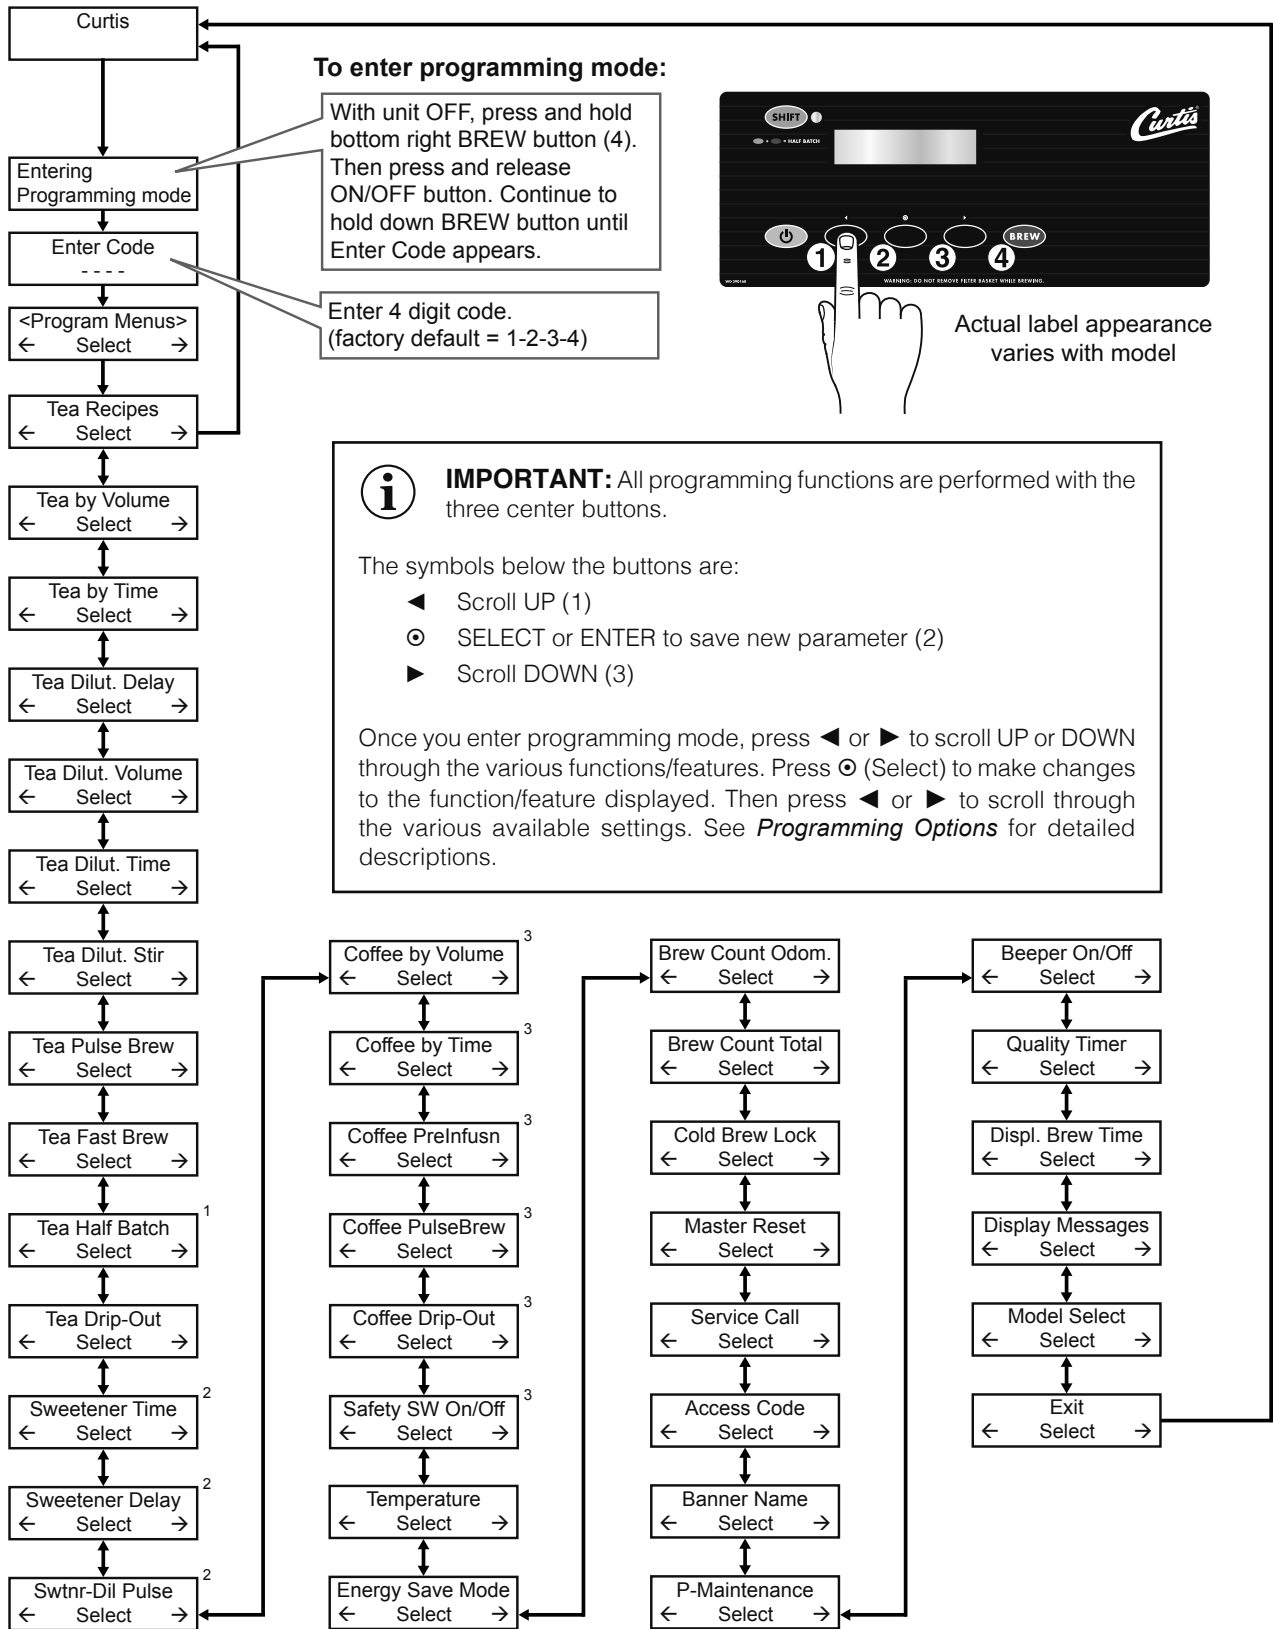 Curtis
To enter programming mode:
With unit OFF, press and hold
bottom right BREW button (4).
Then press and release
ON/OFF button. Continue to
hold down BREW button until
Enter Code appears.
Entering
Programming mode
Enter Code
- - - -
Enter 4 digit code.
(factory default = 1-2-3-4)
<Program Menus>
← Select →
SHIFT
+ = HALF BATCH
Curtis
BREW
1 2 3 4
WARNING: DO NOT REMOVE FILTER BASKET WHILE BREWING.
Actual label appearance
varies with model
Tea Recipes
← Select →
Tea by Volume
← Select →
Tea by Time
← Select →
Tea Dilut. Delay
← Select →
Tea Dilut. Volume
← Select →
Tea Dilut. Time
← Select →
i IMPORTANT: All programming functions are performed with the
three center buttons.
The symbols below the buttons are:
◄ Scroll UP (1)
⊙ SELECT or ENTER to save new parameter (2)
► Scroll DOWN (3)
Once you enter programming mode, press ◄ or ► to scroll UP or DOWN
through the various functions/features. Press ⊙ (Select) to make changes
to the function/feature displayed. Then press ◄ or ► to scroll through
the various available settings. See Programming Options for detailed
descriptions.
Tea Dilut. Stir
← Select →
Tea Pulse Brew
← Select →
Tea Fast Brew
← Select →
Tea Half Batch 1
← Select →
Tea Drip-Out
← Select →
Sweetener Time 2
← Select →
Sweetener Delay 2
← Select →
Swtnr-Dil Pulse 2
← Select →
Coffee by Volume 3
← Select →
Coffee by Time 3
← Select →
Coffee PreInfusn 3
← Select →
Coffee PulseBrew 3
← Select →
Coffee Drip-Out 3
← Select →
Safety SW On/Off 3
← Select →
Temperature
← Select →
Energy Save Mode
← Select →
Brew Count Odom.
← Select →
Brew Count Total
← Select →
Cold Brew Lock
← Select →
Master Reset
← Select →
Service Call
← Select →
Access Code
← Select →
Banner Name
← Select →
P-Maintenance
← Select →
Beeper On/Off
← Select →
Quality Timer
← Select →
Displ. Brew Time
← Select →
Display Messages
← Select →
Model Select
← Select →
Exit
← Select →